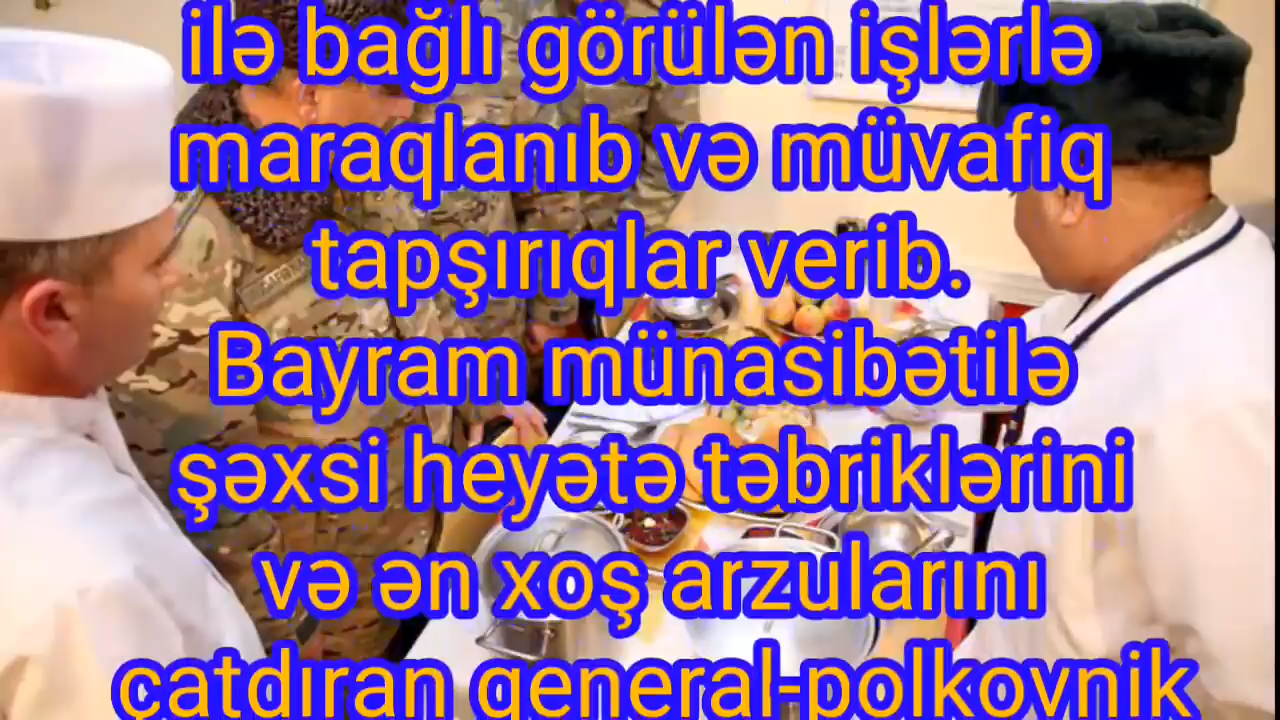 ilə bağlı görülən işlərlə
maraqlanıb və müvafiq
tapşırıqlar verib.
Bayram münasibətilə
şəxsi heyətə təbriklərini
və ən xoş arzularını
çatdıran general-polkovnik